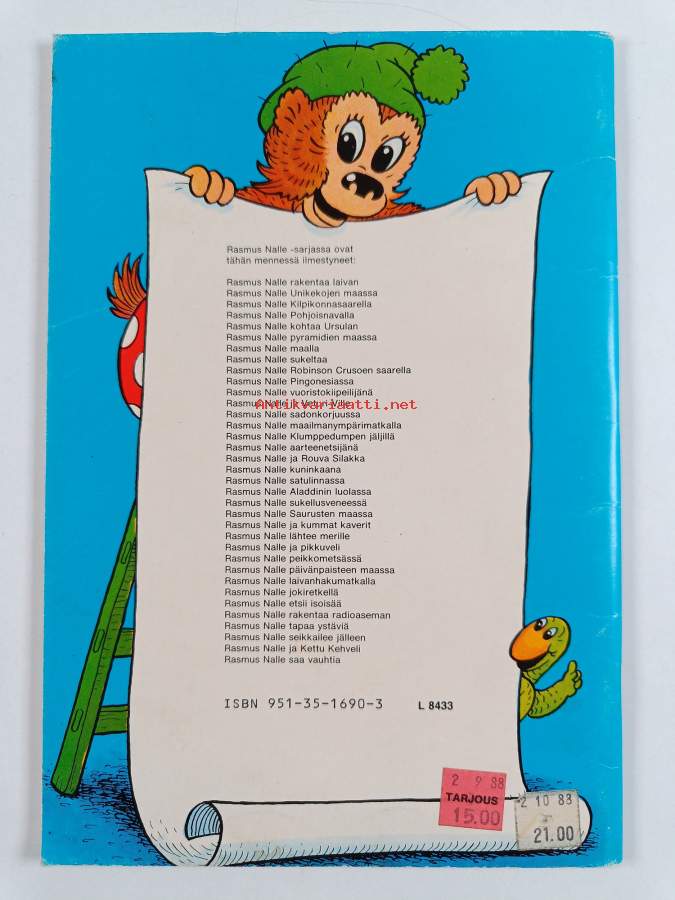 Rasmus Nalle -sarjassa ovat
tähän mennessä ilmestyneet:
Rasmus Nalle rakentaa laivan
Rasmus Nalle Unikekojen maassa
Rasmus Nalle Kilpikonnasaarella
Rasmus Nalle Pohjoisnavalla
Rasmus Nalle kohtaa Ursulan
Rasmus Nalle pyramidien maassa
Rasmus Nalle maalla
Rasmus Nalle sukeltaa
Rasmus Nalle Robinson Crusoen saarella
Rasmus Nalle Pingonesiassa
Rasmus Nalle vuoristokiipeilijänä
Rasmus Nalle
Antikvariaatti.net
Rasmus Nalle sadonkorjuussa
Rasmus Nalle maailmanympärimatkalla
Rasmus Nalle Klumppedumpen jäljillä
Rasmus Nalle aarteenetsijänä
Rasmus Nalle ja Rouva Silakka
Rasmus Nalle kuninkaana
Rasmus Nalle satulinnassa
Rasmus Nalle Aladdinin luolassa
Rasmus Nalle sukellusveneessä
Rasmus Nalle Saurusten maassa
Rasmus Nalle ja kummat kaverit
Rasmus Nalle lähtee merille
Rasmus Nalle ja pikkuveli
Rasmus Nalle peikkometsässä
Rasmus Nalle päivänpaisteen maassa
Rasmus Nalle laivanhakumatkalla
Rasmus Nalle jokiretkellä
Rasmus Nalle etsii isoisää
Rasmus Nalle rakentaa radioaseman
Rasmus Nalle tapaa ystäviä
Rasmus Nalle seikkailee jälleen
Rasmus Nalle ja Kettu Kehveli
Rasmus Nalle saa vauhtia
ISBN 951-35-1690-3 L 8433
2 9 88
TARJOUS
15.00
2 10 83
21.00